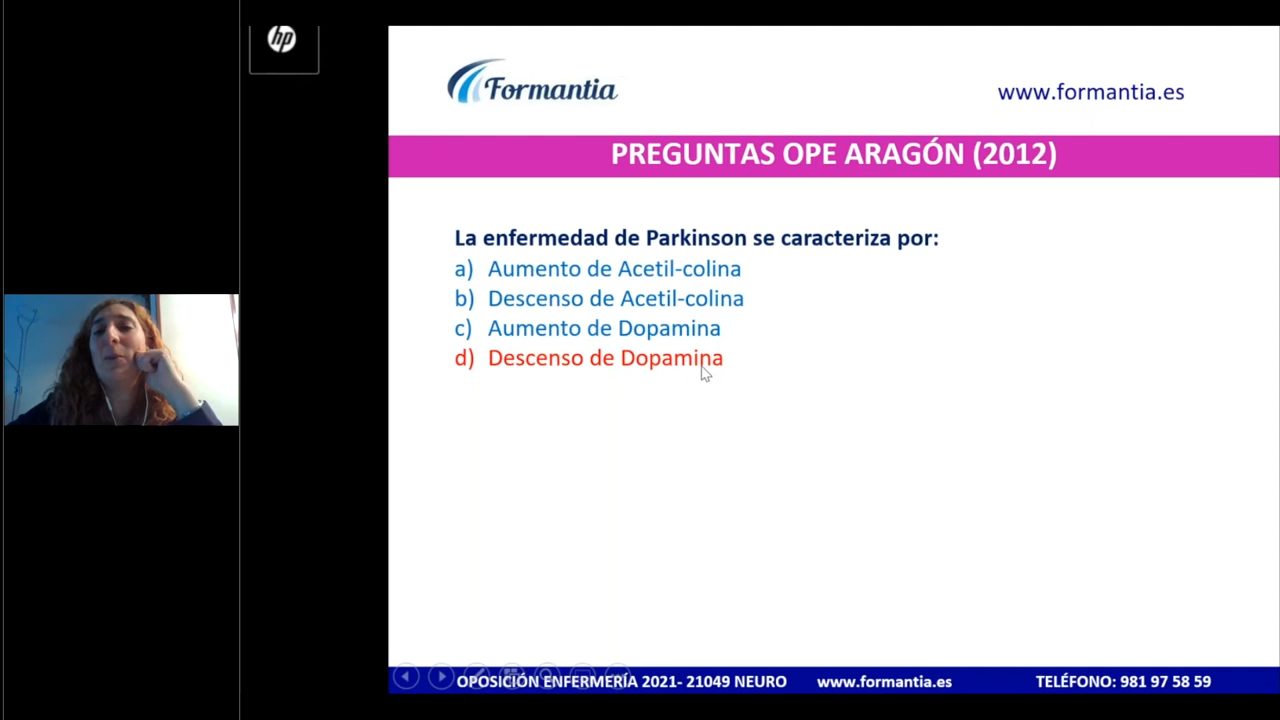 hp
Formantia
www.formantia.es
PREGUNTAS OPE ARAGÓN (2012)
La enfermedad de Parkinson se caracteriza por:
a) Aumento de Acetil-colina
b) Descenso de Acetil-colina
c) Aumento de Dopamina
d) Descenso de Dopamina
OPOSICIÓN ENFERMERÍA 2021- 21049 NEURO www.formantia.es TELÉFONO: 981 97 58 59